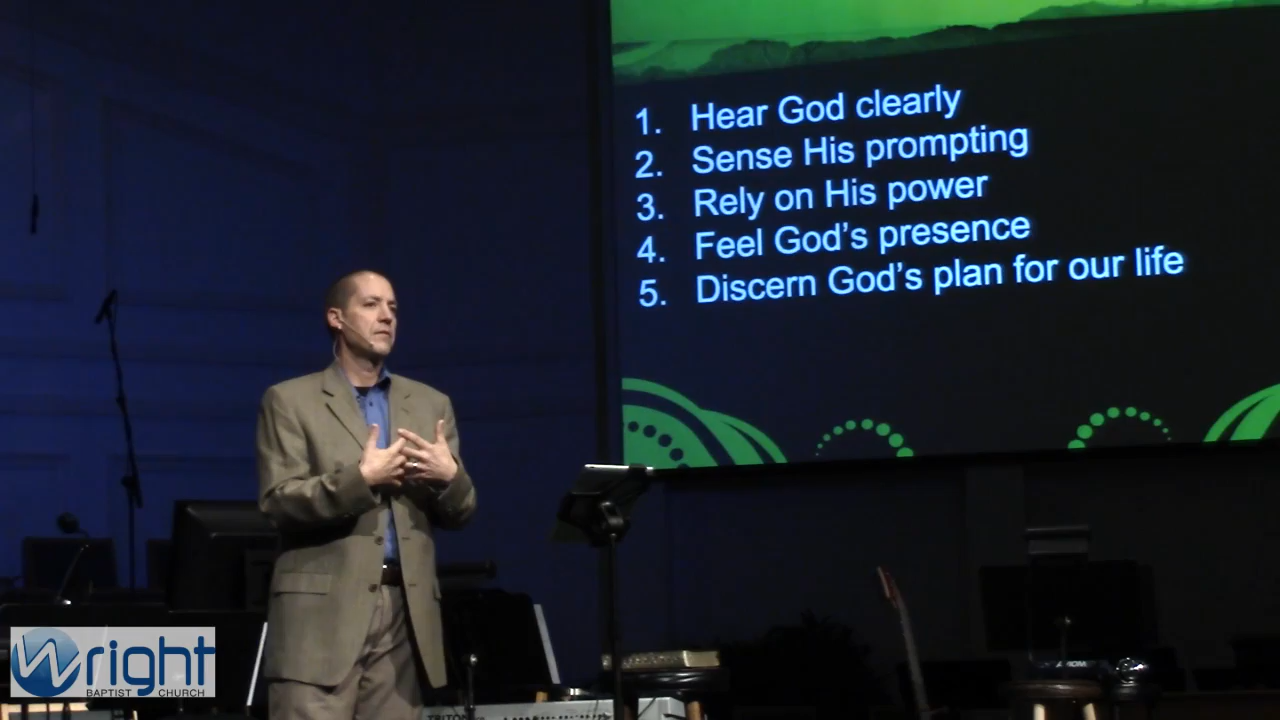 1. Hear God clearly
2. Sense His prompting
3. Rely on His power
4. Feel God's presence
5. Discern God's plan for our life
Wright
BAPTIST CHURCH
TRITON